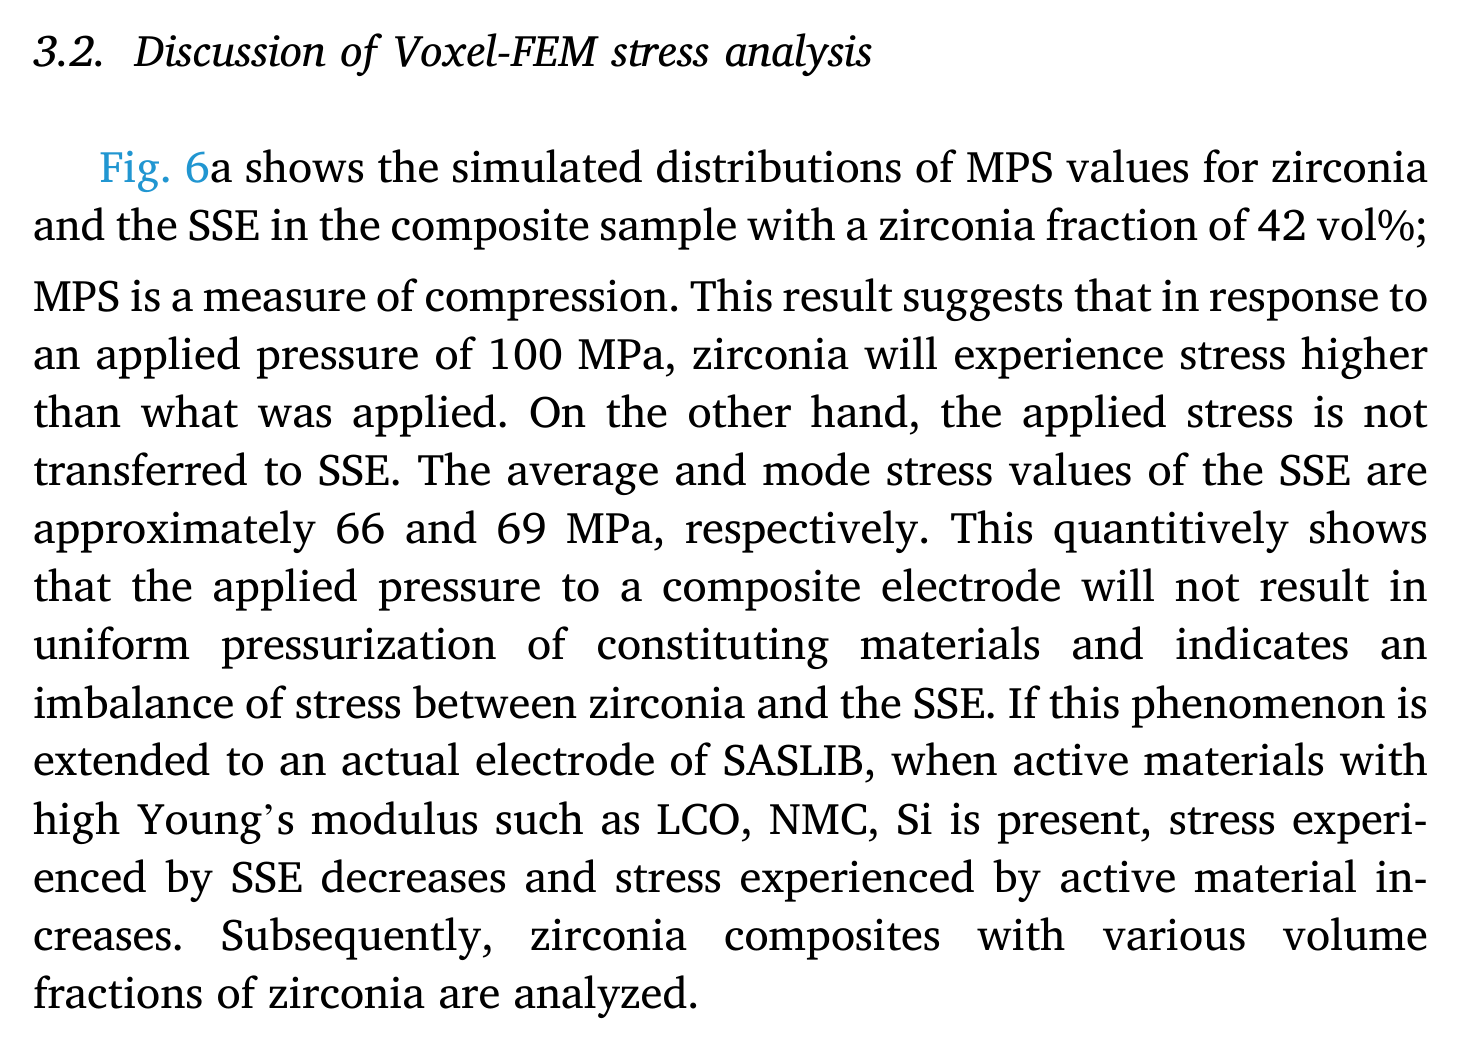 3.2. Discussion of Voxel-FEM stress analysis
Fig. 6a shows the simulated distributions of MPS values for zirconia
and the SSE in the composite sample with a zirconia fraction of 42 vol%;
MPS is a measure of compression. This result suggests that in response to
an applied pressure of 100 MPa, zirconia will experience stress higher
than what was applied. On the other hand, the applied stress is not
transferred to SSE. The average and mode stress values of the SSE are
approximately 66 and 69 MPa, respectively. This quantitively shows
that the applied pressure to a composite electrode will not result in
uniform pressurization of constituting materials and indicates an
imbalance of stress between zirconia and the SSE. If this phenomenon is
extended to an actual electrode of SASLIB, when active materials with
high Young’s modulus such as LCO, NMC, Si is present, stress experi-
enced by SSE decreases and stress experienced by active material in-
creases. Subsequently, zirconia composites with various volume
fractions of zirconia are analyzed.